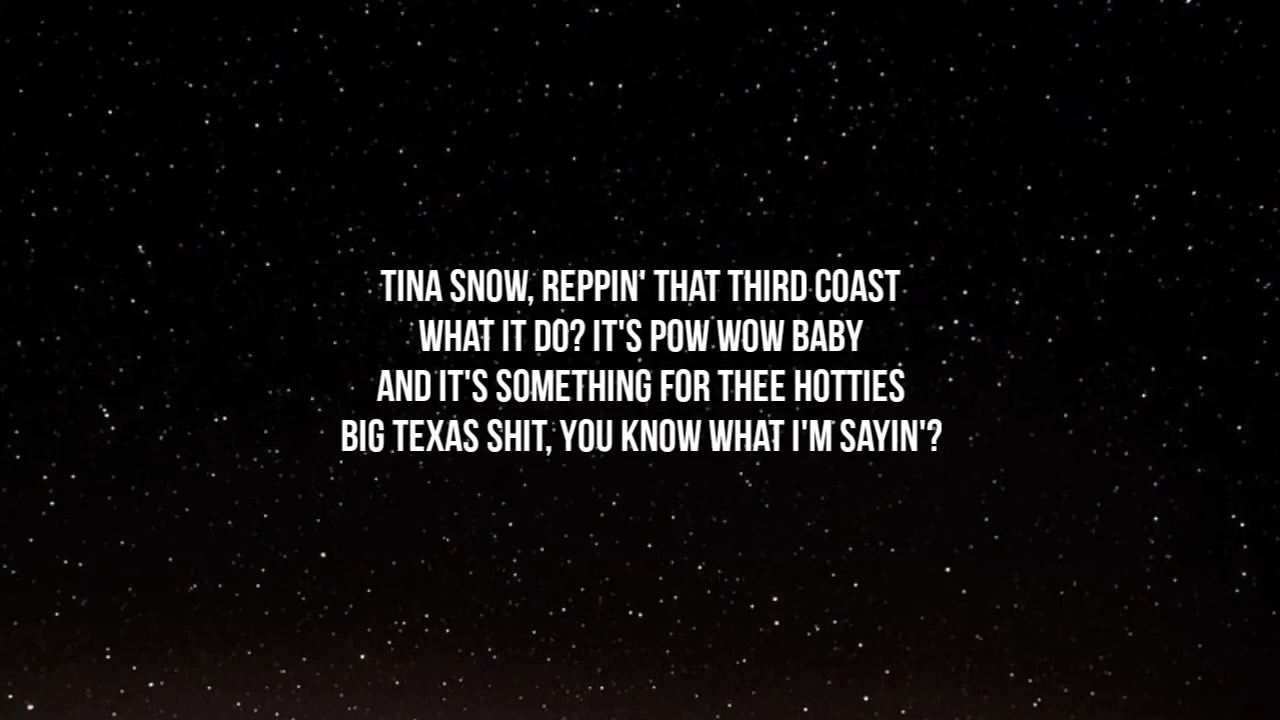 TINA SNOW, REPPIN' THAT THIRD COAST
WHAT IT DO? IT'S POW WOW BABY
AND IT'S SOMETHING FOR THEE HOTTIES
BIG TEXAS SHIT, YOU KNOW WHAT I'M SAYIN'?